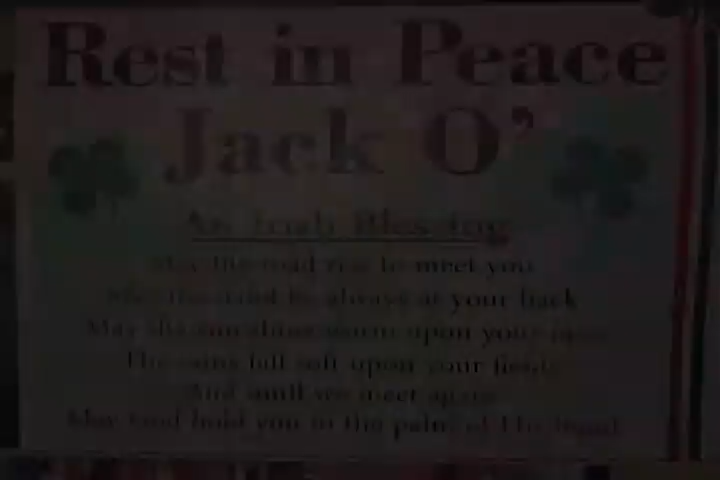 Rest in Peace
Jack O'
An Irish Blessing
May the road rise to meet you
May the wind be always at your back
May the sun shine warm upon your face
The rains fall soft upon your fields
And until we meet again
May God hold you in the palm of His hand